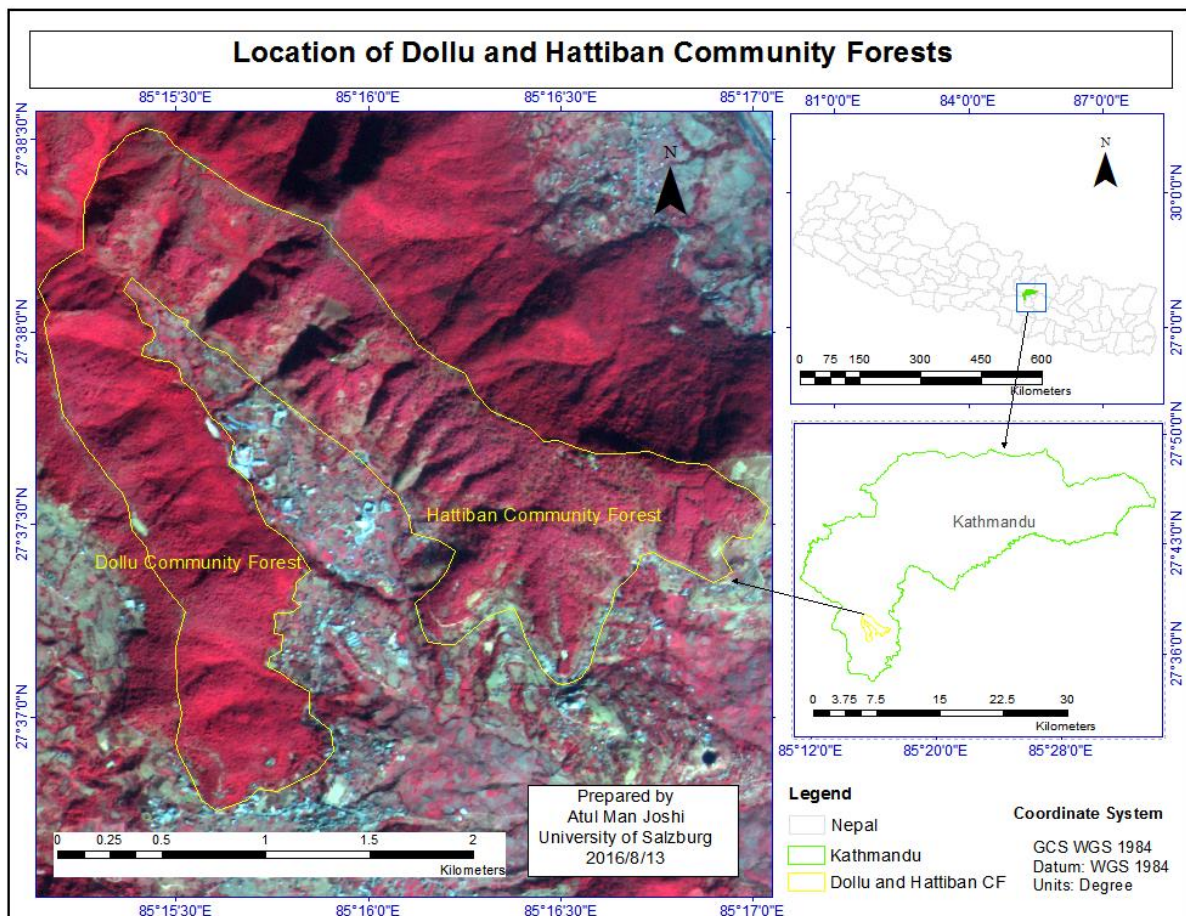 Location of Dollu and Hattiban Community Forests
85°15'30"E 85°16'0"E 85°16'30"E 85°17'0"E
27°38'30"N
27°38'0"N
27°37'30"N
27°37'0"N
N
Hattiban Community Forest
Dollu Community Forest
Prepared by
Atul Man Joshi
University of Salzburg
2016/8/13
0 0.25 0.5 1 1.5 2
Kilometers
85°15'30"E 85°16'0"E 85°16'30"E 85°17'0"E
81°0'0"E 84°0'0"E 87°0'0"E
N
30°0'0"N
27°0'0"N
0 75 150 300 450 600
Kilometers
27°50'0"N
27°43'0"N
27°36'0"N
Kathmandu
0 3.75 7.5 15 22.5 30
Kilometers
85°12'0"E 85°20'0"E 85°28'0"E
Legend
Nepal
Kathmandu
Dollu and Hattiban CF
Coordinate System
GCS WGS 1984
Datum: WGS 1984
Units: Degree